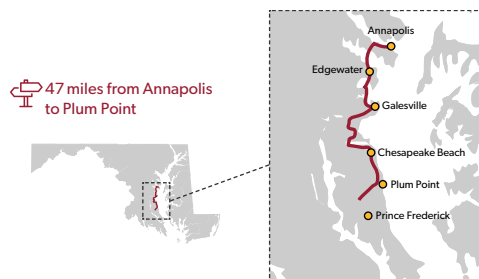 47 miles from Annapolis
to Plum Point
Annapolis
Edgewater
Galesville
Chesapeake Beach
Plum Point
Prince Frederick